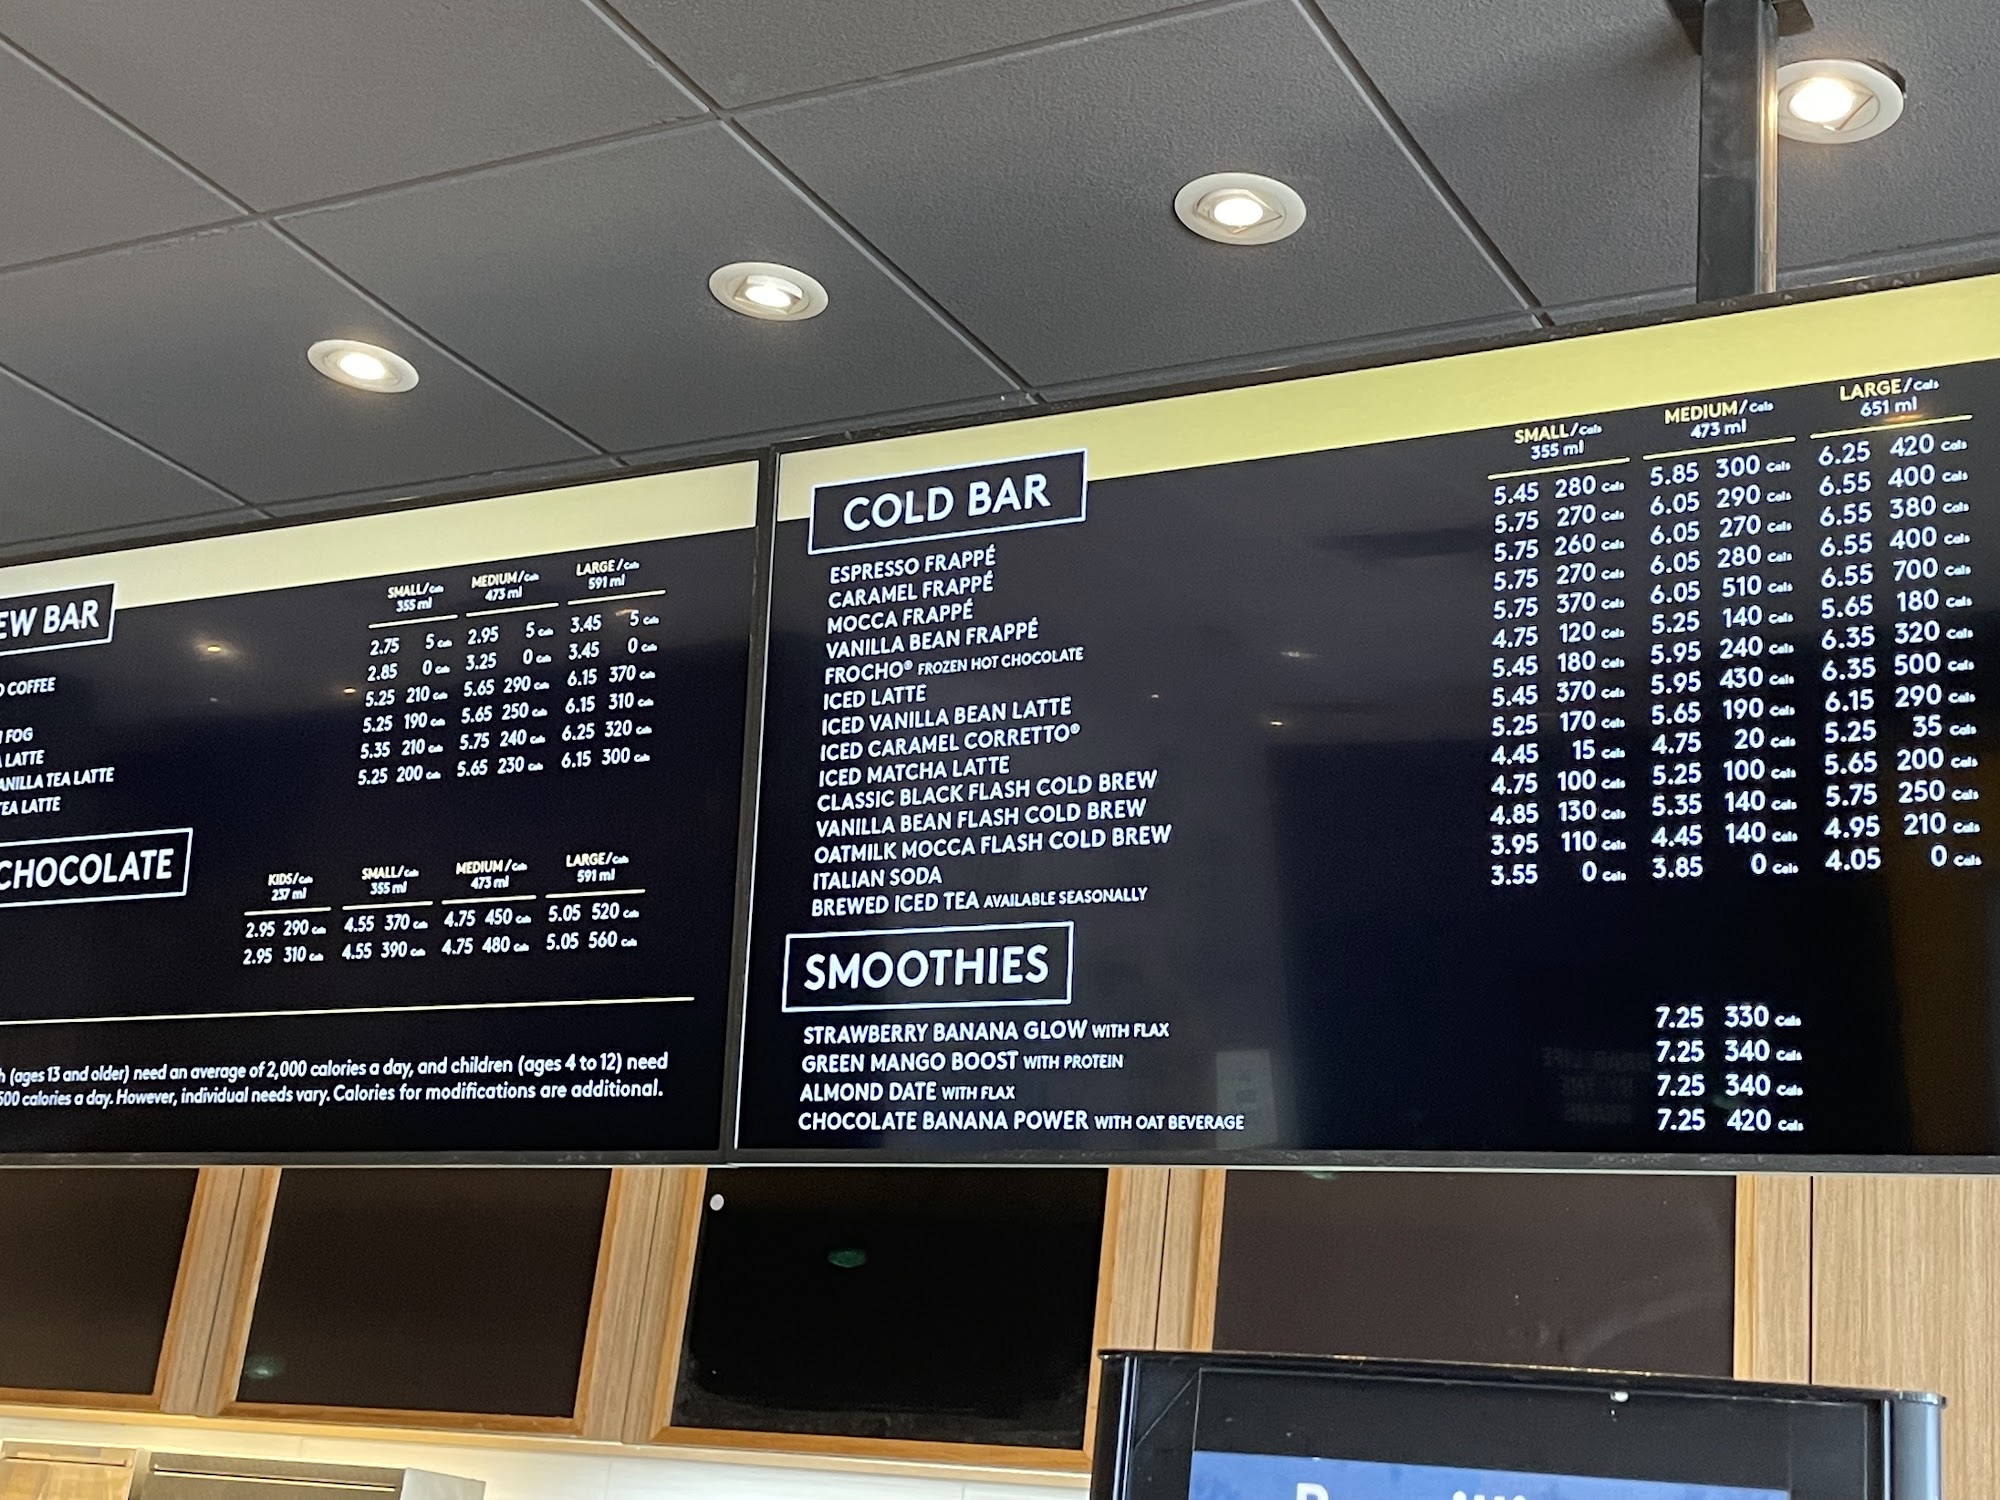 EW BAR
SMALL/Cals MEDIUM/Cals LARGE/Cals
355 ml 473 ml 591 ml
2.75 5 Cals 2.95 5 Cals 3.45 5 Cals
COFFEE 2.85 0 Cals 3.25 0 Cals 3.45 0 Cals
5.25 210 Cals 5.65 290 Cals 6.15 370 Cals
FOG 5.25 190 Cals 5.65 250 Cals 6.15 310 Cals
LATTE 5.35 210 Cals 5.75 240 Cals 6.25 320 Cals
ANILLA TEA LATTE 5.25 200 Cals 5.65 230 Cals 6.15 300 Cals
TEA LATTE
CHOCOLATE
KIDS/Cals SMALL/Cals MEDIUM/Cals LARGE/Cals
237 ml 355 ml 473 ml 591 ml
2.95 290 Cals 4.55 370 Cals 4.75 450 Cals 5.05 520 Cals
2.95 310 Cals 4.55 390 Cals 4.75 480 Cals 5.05 560 Cals
h (ages 13 and older) need an average of 2,000 calories a day, and children (ages 4 to 12) need
500 calories a day. However, individual needs vary. Calories for modifications are additional.
COLD BAR
SMALL/Cals MEDIUM/Cals LARGE/Cals
355 ml 473 ml 651 ml
ESPRESSO FRAPPÉ 5.45 280 Cals 5.85 300 Cals 6.25 420 Cals
CARAMEL FRAPPÉ 5.75 270 Cals 6.05 290 Cals 6.55 400 Cals
MOCCA FRAPPÉ 5.75 260 Cals 6.05 270 Cals 6.55 380 Cals
VANILLA BEAN FRAPPÉ 5.75 270 Cals 6.05 280 Cals 6.55 400 Cals
FROCHO® FROZEN HOT CHOCOLATE 5.75 370 Cals 6.05 510 Cals 6.55 700 Cals
ICED LATTE 4.75 120 Cals 5.25 140 Cals 5.65 180 Cals
ICED VANILLA BEAN LATTE 5.45 180 Cals 5.95 240 Cals 6.35 320 Cals
ICED CARAMEL CORRETTO® 5.45 370 Cals 5.95 430 Cals 6.35 500 Cals
ICED MATCHA LATTE 5.25 170 Cals 5.65 190 Cals 6.15 290 Cals
CLASSIC BLACK FLASH COLD BREW 4.45 15 Cals 4.75 20 Cals 5.25 35 Cals
VANILLA BEAN FLASH COLD BREW 4.75 100 Cals 5.25 100 Cals 5.65 200 Cals
OATMILK MOCCA FLASH COLD BREW 4.85 130 Cals 5.35 140 Cals 5.75 250 Cals
ITALIAN SODA 3.95 110 Cals 4.45 140 Cals 4.95 210 Cals
BREWED ICED TEA AVAILABLE SEASONALLY 3.55 0 Cals 3.85 0 Cals 4.05 0 Cals
SMOOTHIES
STRAWBERRY BANANA GLOW WITH FLAX 7.25 330 Cals
GREEN MANGO BOOST WITH PROTEIN 7.25 340 Cals
ALMOND DATE WITH FLAX 7.25 340 Cals
CHOCOLATE BANANA POWER WITH OAT BEVERAGE 7.25 420 Cals